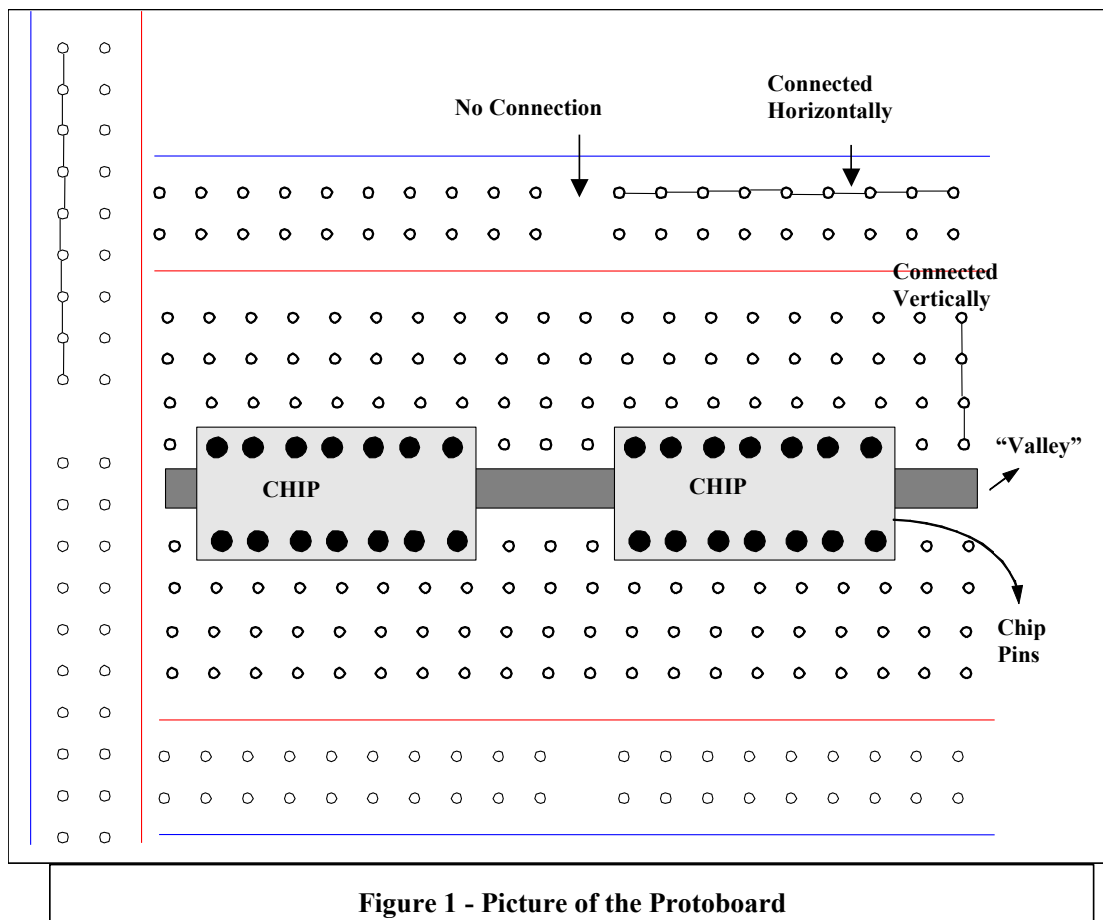 No Connection
Connected
Horizontally
Connected
Vertically
“Valley”
CHIP
CHIP
Chip
Pins
Figure 1 - Picture of the Protoboard